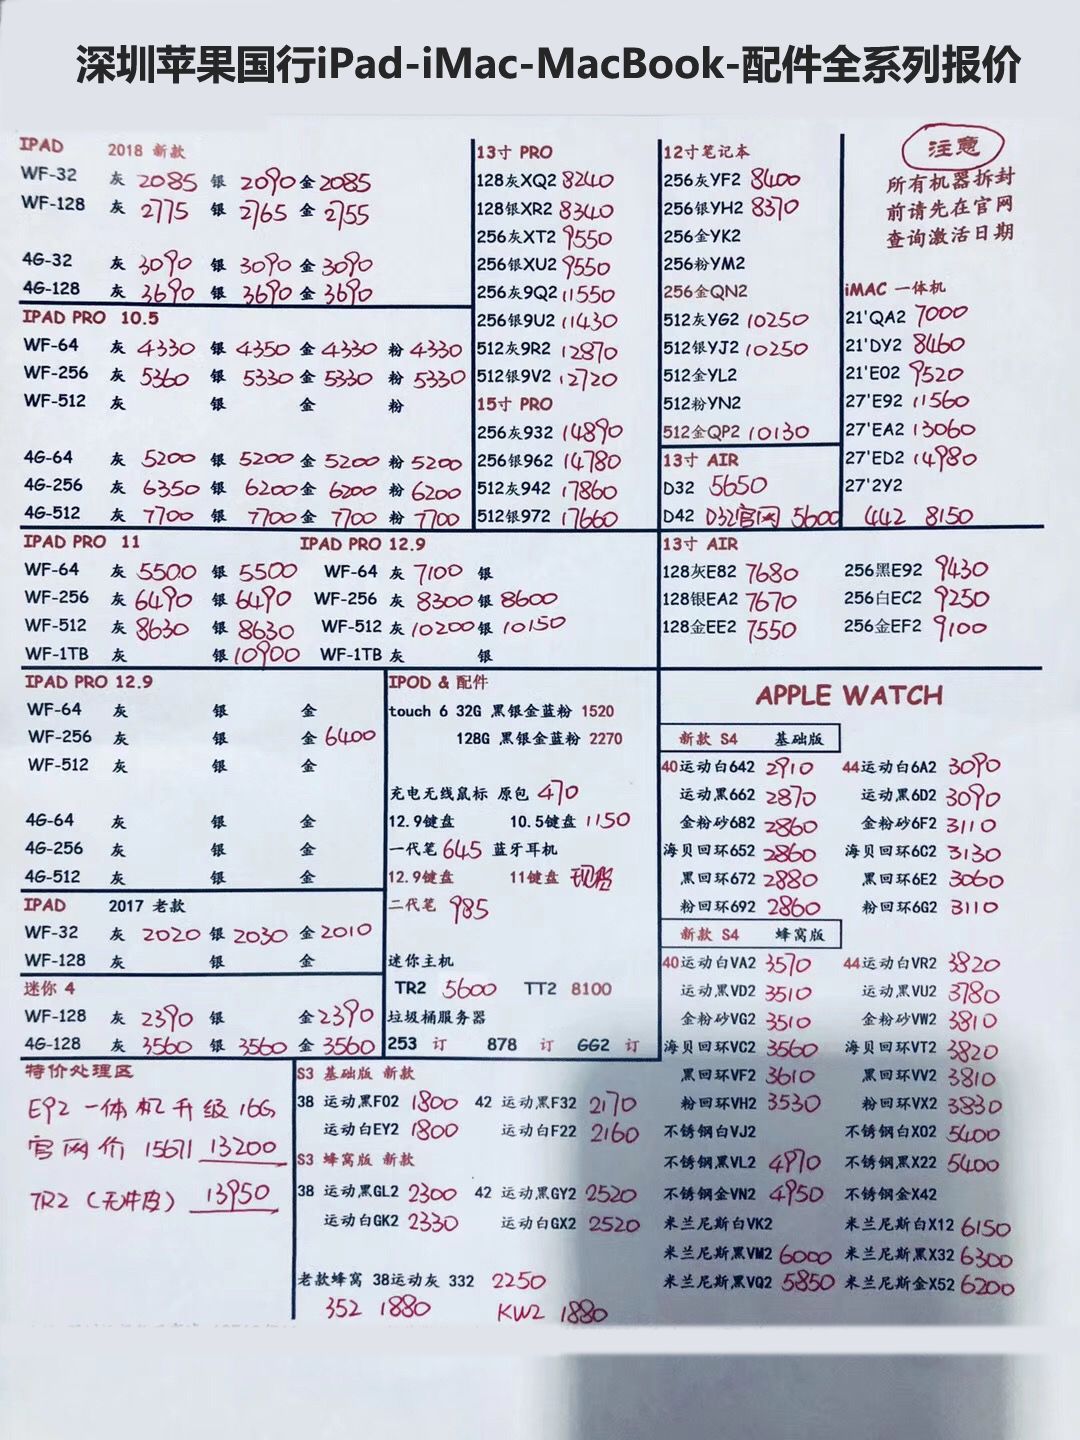 深圳苹果国行iPad-iMac-MacBook-配件全系列报价
IPAD 2018 新款
WF-32 灰 2085 银 2090 金 2085
WF-128 灰 2775 银 2765 金 2755
4G-32 灰 3090 银 3090 金 3090
4G-128 灰 3690 银 3690 金 3690
IPAD PRO 10.5
WF-64 灰 4330 银 4350 金 4330 粉 4330
WF-256 灰 5360 银 5330 金 5330 粉 5330
WF-512 灰 银 金 粉
4G-64 灰 5200 银 5200 金 5200 粉 5200
4G-256 灰 6350 银 6200 金 6200 粉 6200
4G-512 灰 7700 银 7700 金 7700 粉 7700
13寸 PRO
128灰XQ2 8240
128银XR2 8340
256灰XT2 9550
256银XU2 9550
256灰9Q2 11550
256银9U2 11430
512灰9R2 12870
512银9V2 12720
15寸 PRO
256灰932 14890
256银962 14780
512灰942 17860
512银972 17660
12寸笔记本
256灰YF2 8400
256银YH2 8370
256金YK2
256粉YM2
256金QN2
512灰YG2 10250
512银YJ2 10250
512金YL2
512粉YN2
512金QP2 10130
13寸 AIR
D32 5650
D42 D32官网 5600
注意
所有机器拆封
前请先在官网
查询激活日期
iMAC 一体机
21'QA2 7000
21'DY2 8460
21'E02 9520
27'E92 11560
27'EA2 13060
27'ED2 14980
27'2Y2
442 8150
IPAD PRO 11
WF-64 灰 5500 银 5500
WF-256 灰 6490 银 6490
WF-512 灰 8630 银 8630
WF-1TB 灰 银 10900
IPAD PRO 12.9
WF-64 灰 7100 银
WF-256 灰 8300 银 8600
WF-512 灰 10200 银 10150
WF-1TB 灰 银
13寸 AIR
128灰E82 7680 256黑E92 9430
128银EA2 7670 256白EC2 9250
128金EE2 7550 256金EF2 9100
IPAD PRO 12.9
WF-64 灰 银 金
WF-256 灰 银 金 6400
WF-512 灰 银 金
4G-64 灰 银 金
4G-256 灰 银 金
4G-512 灰 银 金
IPAD 2017 老款
WF-32 灰 2020 银 2030 金 2010
WF-128 灰 银 金
迷你 4
WF-128 灰 2390 银 金 2390
4G-128 灰 3560 银 3560 金 3560
IPOD & 配件
touch 6 32G 黑银金蓝粉 1520
128G 黑银金蓝粉 2270
充电无线鼠标 原包 470
12.9键盘 10.5键盘 1150
一代笔 645 蓝牙耳机
12.9键盘 11键盘
二代笔 985
迷你主机
TR2 5600 TT2 8100
垃圾桶服务器
253 订 878 订 GG2 订
APPLE WATCH
新款 S4 基础版
40运动白642 2910 44运动白6A2 3090
运动黑662 2870 运动黑6D2 3090
金粉砂682 2860 金粉砂6F2 3110
海贝回环652 2860 海贝回环6G2 3130
黑回环672 2880 黑回环6E2 3060
粉回环692 2860 粉回环6G2 3110
新款 S4 蜂窝版
40运动白VA2 3570 44运动白VR2 3820
运动黑VD2 3510 运动黑VU2 3780
金粉砂VG2 3510 金粉砂VW2 3810
海贝回环VC2 3560 海贝回环VT2 3820
黑回环VF2 3610 黑回环VV2 3810
粉回环VH2 3530 粉回环VX2 3830
不锈钢白VJ2 不锈钢白X02 5400
不锈钢黑VL2 4970 不锈钢黑X22 5400
不锈钢金VN2 4950 不锈钢金X42
米兰尼斯白VK2 米兰尼斯白X12 6150
米兰尼斯黑VM2 6000 米兰尼斯黑X32 6300
米兰尼斯黑VQ2 5850 米兰尼斯金X52 6200
特价处理区
E92 一体机升级16G
官网价 15671 13200
TR2 (无牛皮) 13950
S3 基础版 新款
38 运动黑F02 1800 42 运动黑F32 2170
运动白EY2 1800 运动白F22 2160
S3 蜂窝版 新款
38 运动黑GL2 2300 42 运动黑GY2 2520
运动白GK2 2330 运动白GX2 2520
老款蜂窝 38运动灰 332 2250
352 1880 KW2 1880